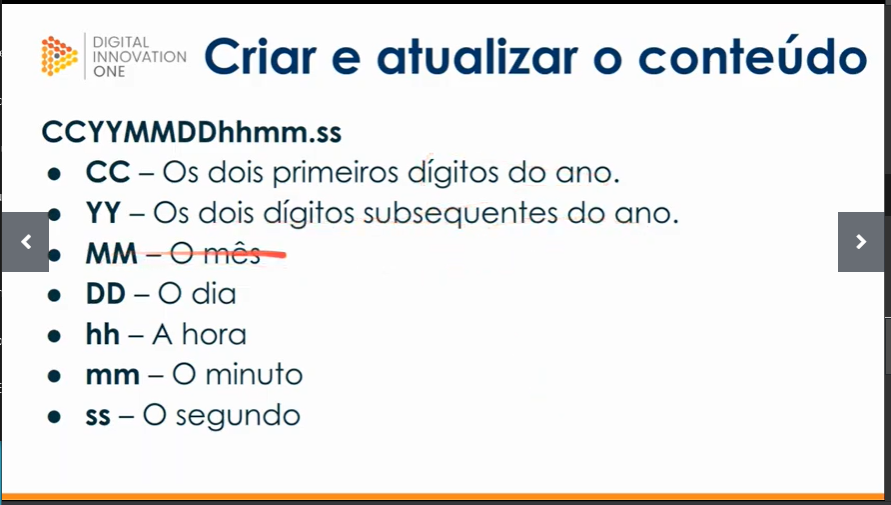 DIGITAL
INNOVATION
ONE
Criar e atualizar o conteúdo
CCYYMMDDhhmm.ss
● CC – Os dois primeiros dígitos do ano.
● YY – Os dois dígitos subsequentes do ano.
● MM – O mês
● DD – O dia
● hh – A hora
● mm – O minuto
● ss – O segundo